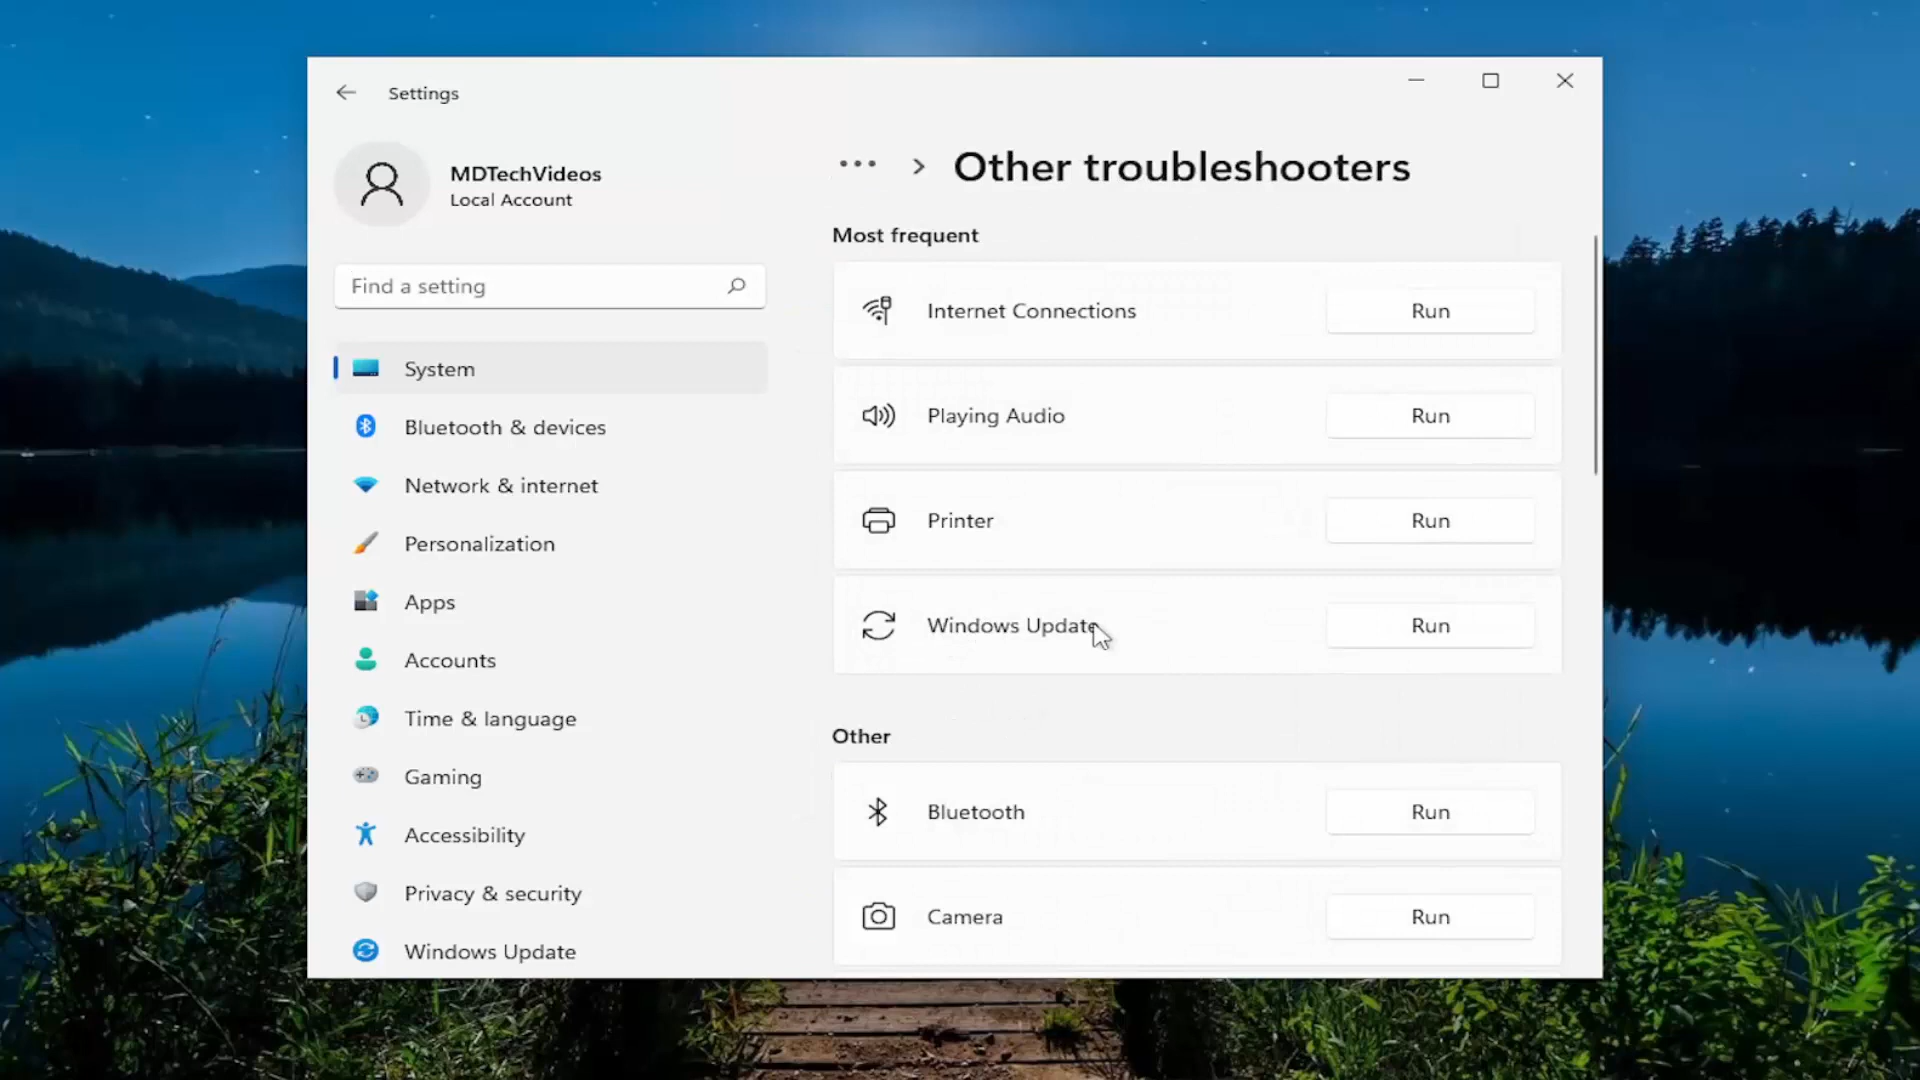 Settings
MDTechVideos
Local Account
Find a setting
System
Bluetooth & devices
Network & internet
Personalization
Apps
Accounts
Time & language
Gaming
Accessibility
Privacy & security
Windows Update
Other troubleshooters
Most frequent
Internet Connections Run
Playing Audio Run
Printer Run
Windows Update Run
Other
Bluetooth Run
Camera Run